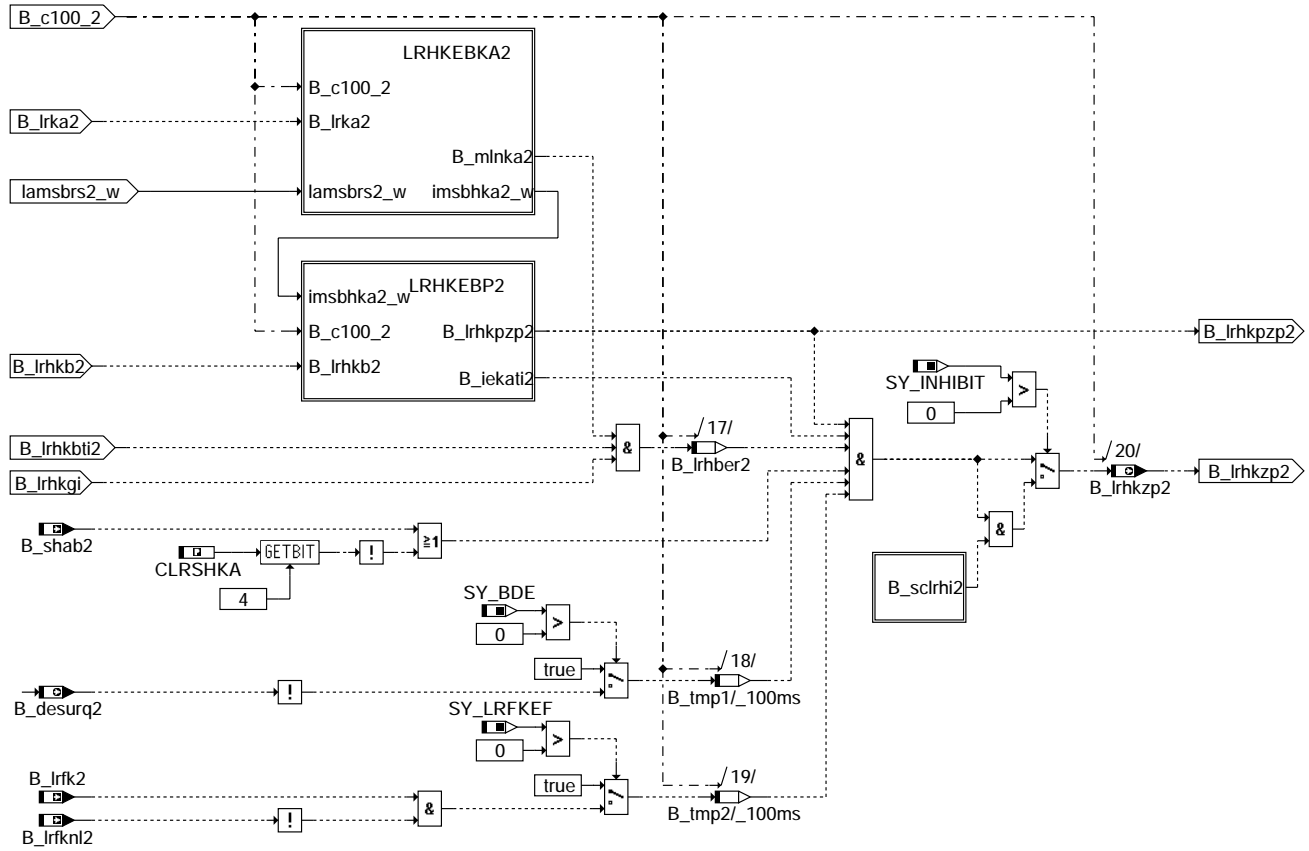 B_c100_2
LRHKEBKA2
B_c100_2
B_lrka2
B_lrka2
B_mlnka2
lamsbrs2_w
lamsbrs2_w
imsbhka2_w
imsbhka2_w
LRHKEBP2
B_c100_2
B_lrhkpzp2
B_lrhkpzp2
B_lrhkb2
B_lrhkb2
B_iekati2
SY_INHIBIT
>
0
B_lrhkbti2
/17/
&
B_lrhber2
&
/20/
B_lrhkgi
B_lrhkzp2
B_lrhkzp2
B_shab2
≥1
&
CLRSHKA
GETBIT
!
4
B_sclrhi2
SY_BDE
>
0
true
/18/
B_desurq2
!
B_tmp1/_100ms
SY_LRFKEF
>
0
true
/19/
B_lrfk2
&
B_tmp2/_100ms
B_lrfknl2
!